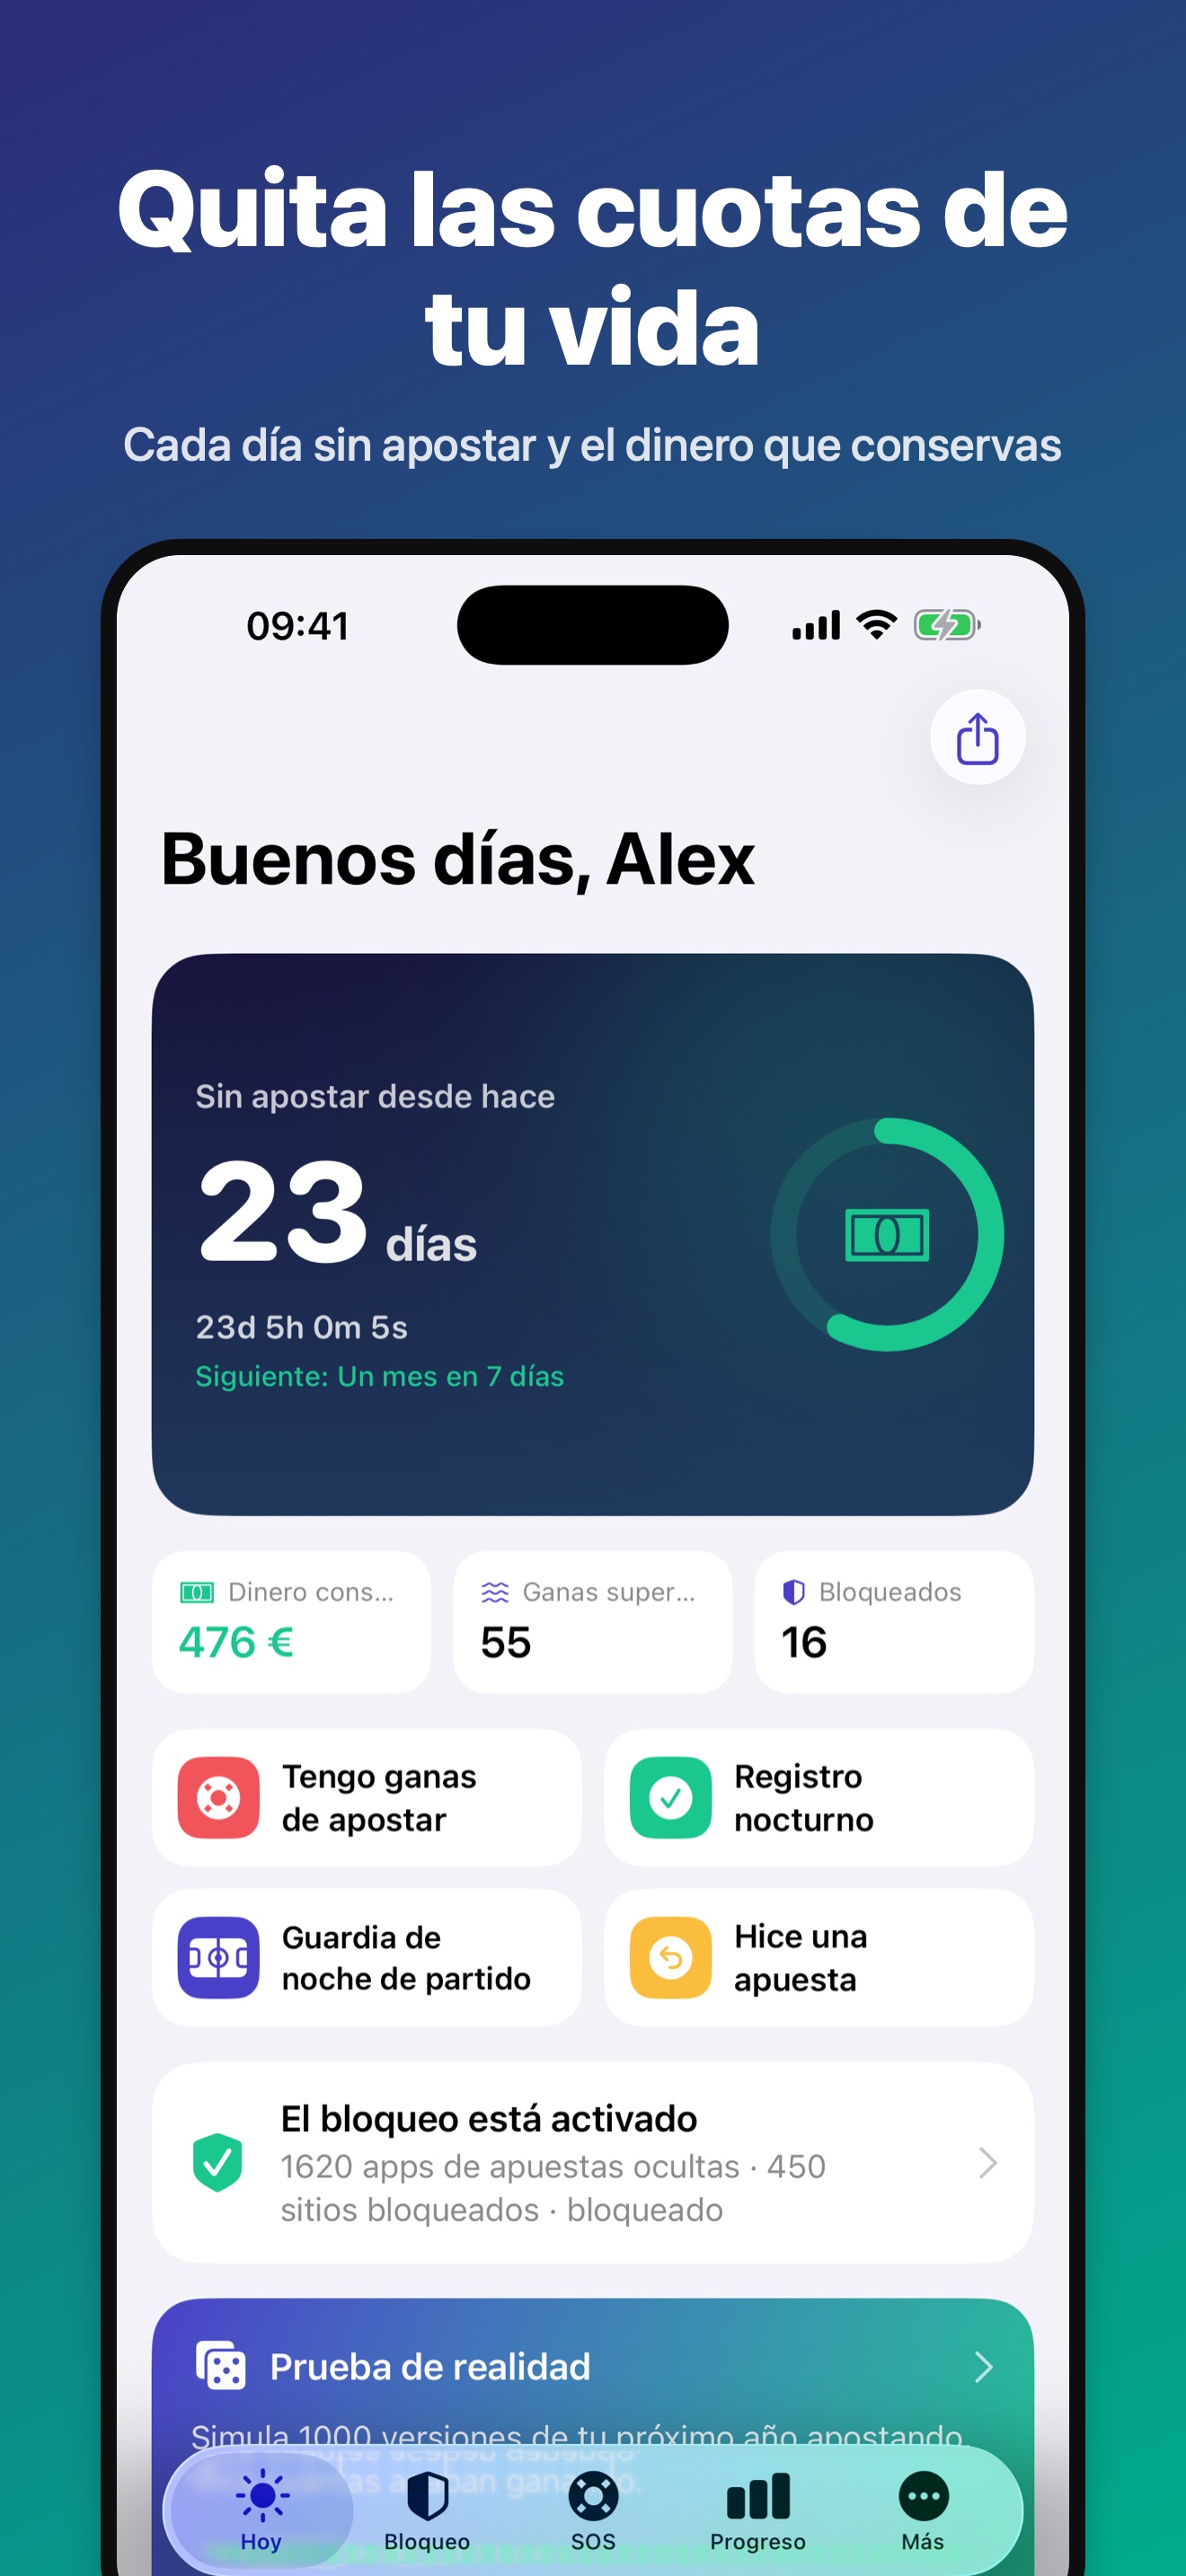 Quita las cuotas de
tu vida
Cada día sin apostar y el dinero que conservas
09:41
Buenos días, Alex
Sin apostar desde hace
23 días
23d 5h 0m 5s
Siguiente: Un mes en 7 días
Dinero cons...
476 €
Ganas super...
55
Bloqueados
16
Tengo ganas
de apostar
Registro
nocturno
Guardia de
noche de partido
Hice una
apuesta
El bloqueo está activado
1620 apps de apuestas ocultas · 450
sitios bloqueados · bloqueado
Prueba de realidad
Simula 1000 versiones de tu próximo año apostando.
Hoy
Bloqueo
SOS
Progreso
Más